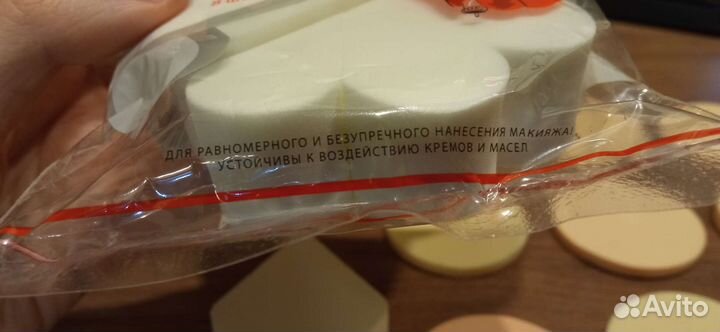 ДЛЯ РАВНОМЕРНОГО И БЕЗУПРЕЧНОГО НАНЕСЕНИЯ МАКИЯЖА!
УСТОЙЧИВЫ К ВОЗДЕЙСТВИЮ КРЕМОВ И МАСЕЛ
Avito